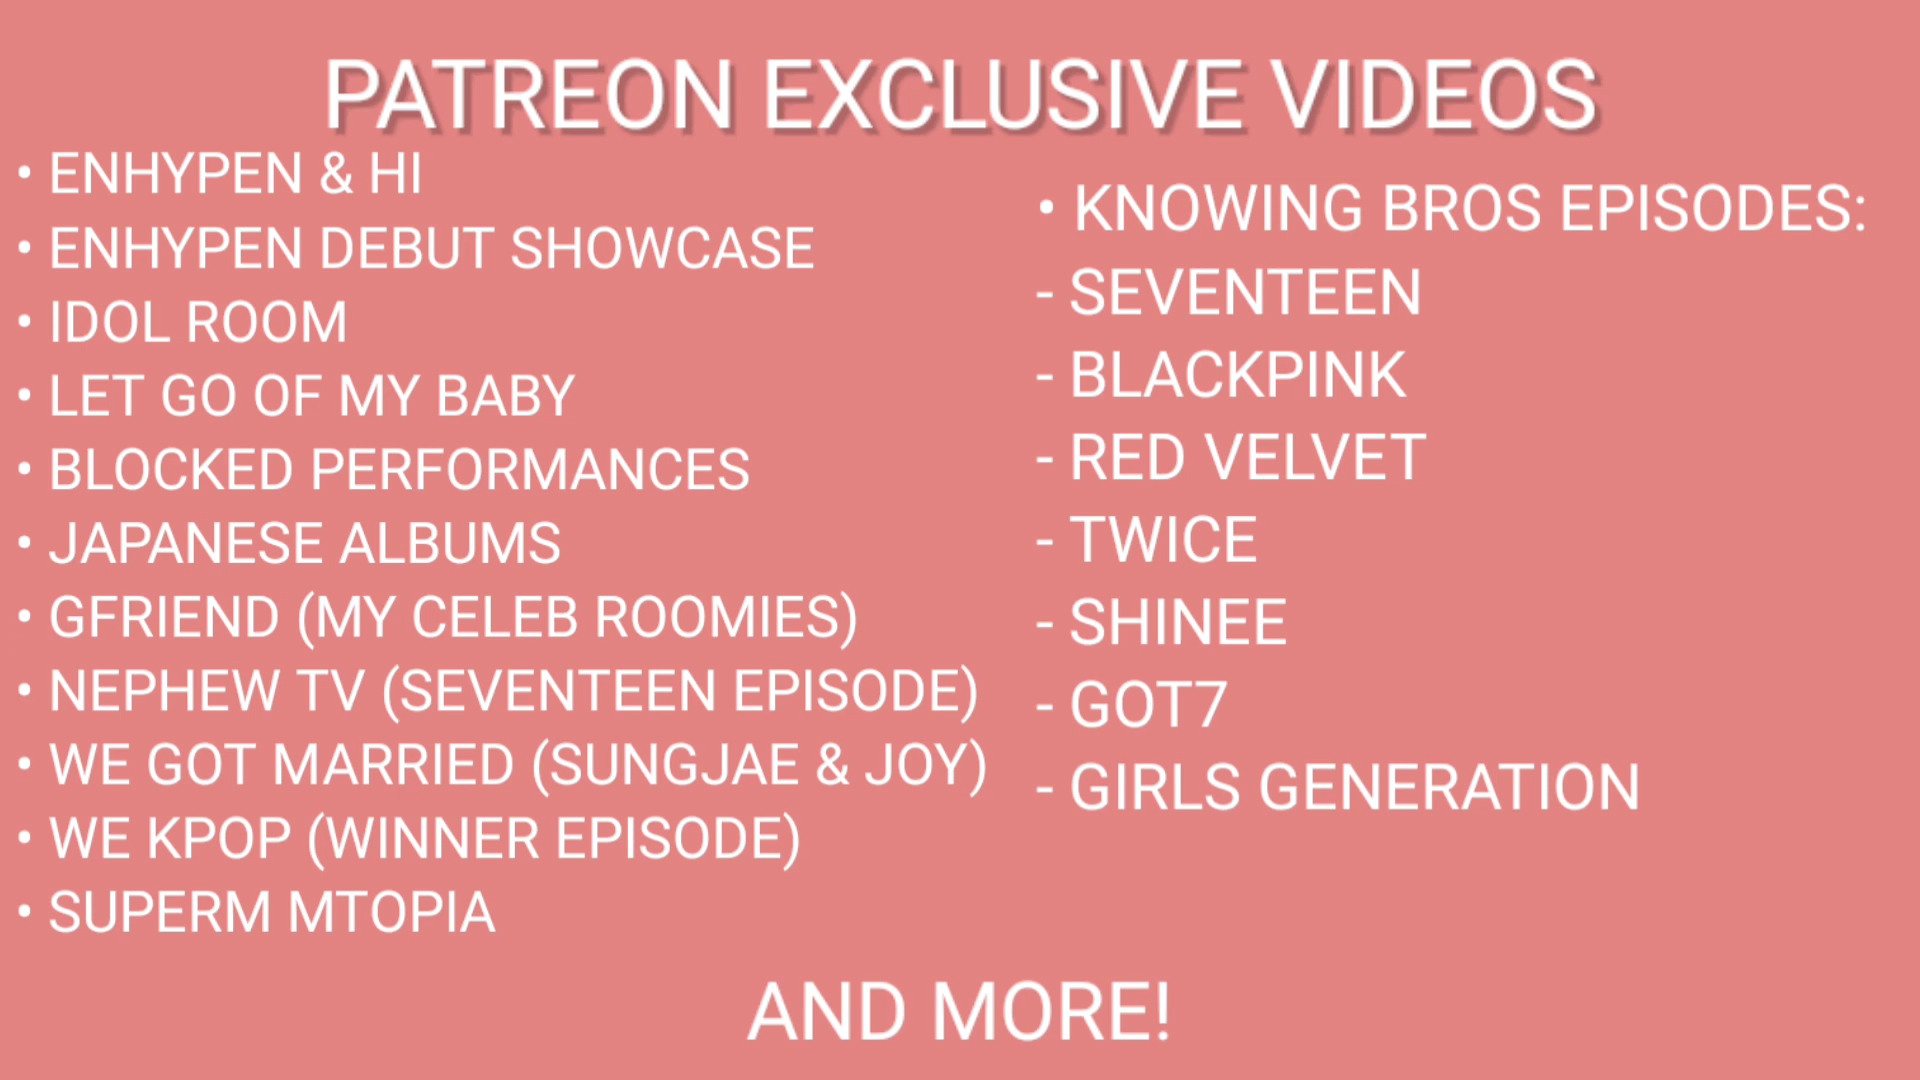 PATREON EXCLUSIVE VIDEOS
• ENHYPEN & HI
• ENHYPEN DEBUT SHOWCASE
• IDOL ROOM
• LET GO OF MY BABY
• BLOCKED PERFORMANCES
• JAPANESE ALBUMS
• GFRIEND (MY CELEB ROOMIES)
• NEPHEW TV (SEVENTEEN EPISODE)
• WE GOT MARRIED (SUNGJAE & JOY)
• WE KPOP (WINNER EPISODE)
• SUPERM MTOPIA
• KNOWING BROS EPISODES:
- SEVENTEEN
- BLACKPINK
- RED VELVET
- TWICE
- SHINEE
- GOT7
- GIRLS GENERATION
AND MORE!